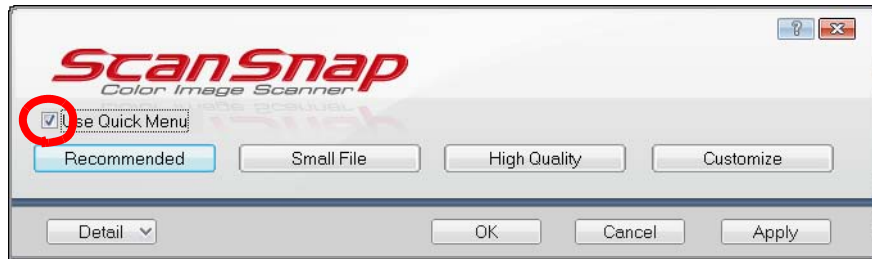 ?
ScanSnap
Color Image Scanner
Use Quick Menu
Recommended Small File High Quality Customize
Detail OK Cancel Apply